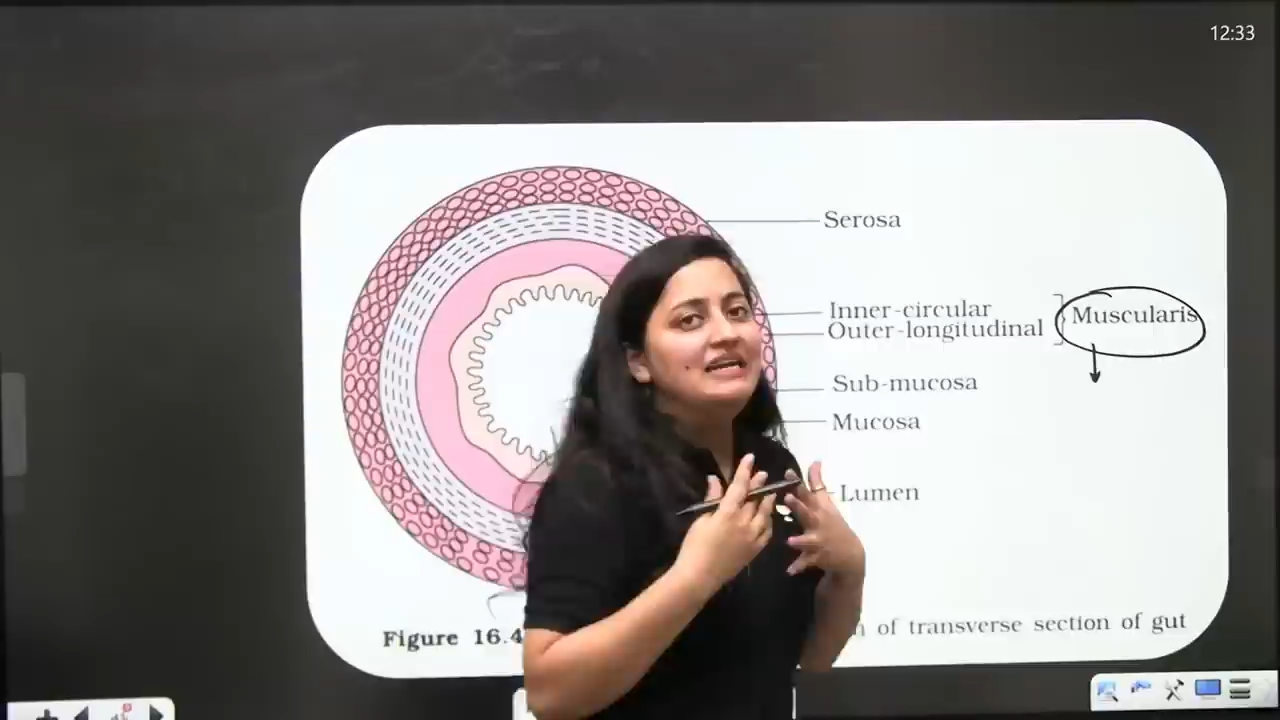 12:33
Serosa
Inner-circular
Outer-longitudinal
Muscularis
Sub-mucosa
Mucosa
Lumen
Figure 16.4 of transverse section of gut